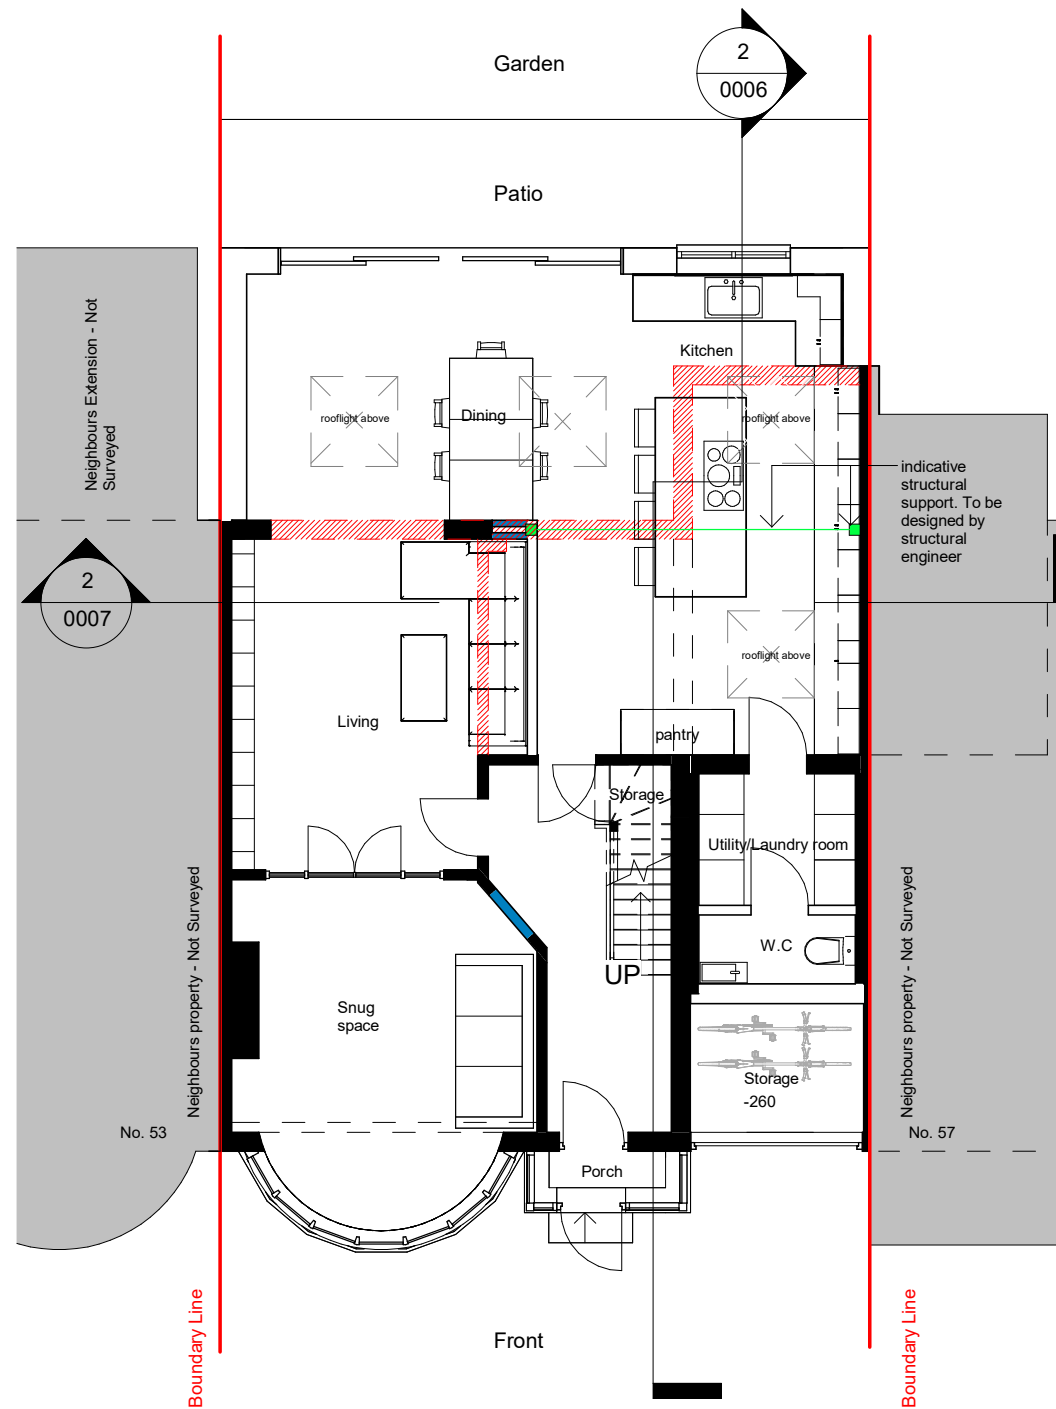 Garden
2
0006
Patio
Neighbours Extension - Not
Surveyed
Kitchen
rooflight above
Dining
rooflight above
indicative
structural
support. To be
designed by
structural
engineer
2
0007
rooflight above
Living
pantry
Storage
Utility/Laundry room
Neighbours property - Not Surveyed
Neighbours property - Not Surveyed
W.C
UP
Snug
space
Storage
-260
No. 53
No. 57
Porch
Boundary Line
Front
Boundary Line